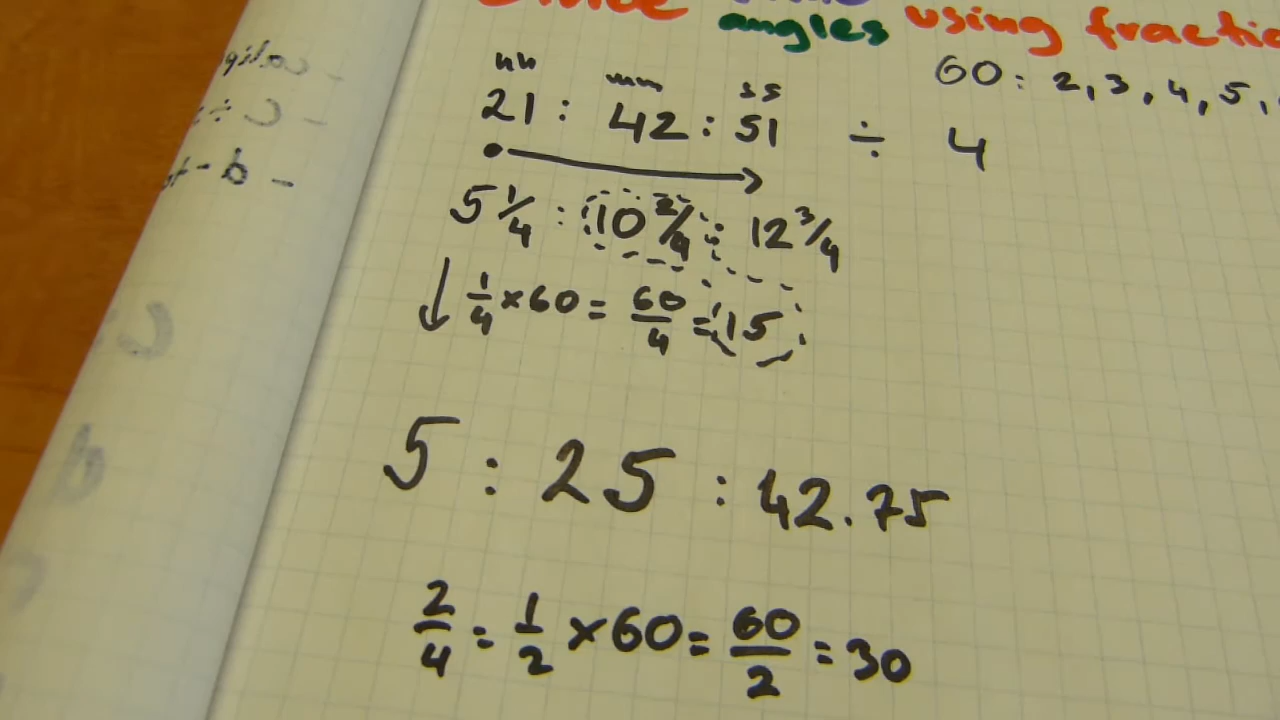 angles using fractio
60: 2, 3, 4, 5,
hh mm ss
21 : 42 : 51 ÷ 4
5 1/4 : 10 2/4 : 12 3/4
1/4 × 60 = 60/4 = 15
5 : 25 : 42.75
2/4 = 1/2 × 60 = 60/2 = 30